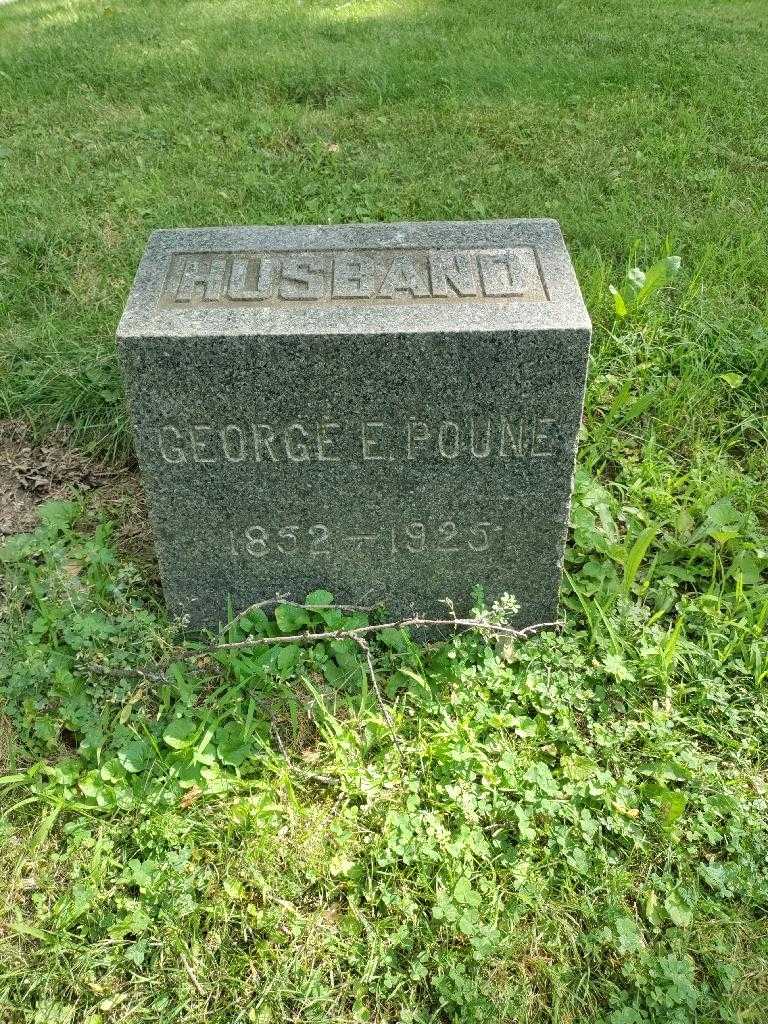 HUSBAND
GEORGE E. POUNE
1852 — 1925